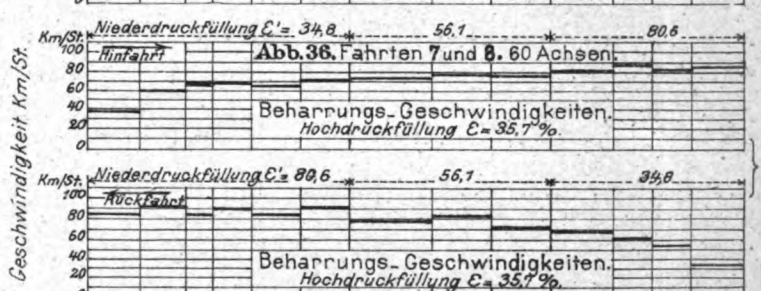 Geschwindigkeit Km/St.
0
Km/St. Niederdruckfüllung ε'= 34,8 56,1 80,6
100 Hinfahrt Abb. 36. Fahrten 7 und 8. 60 Achsen.
80
60
40 Beharrungs-Geschwindigkeiten.
20 Hochdruckfüllung ε = 35,7 %.
0
Km/St. Niederdruckfüllung ε'= 80,6 56,1 34,8
100 Rückfahrt
80
60
40
20 Beharrungs-Geschwindigkeiten.
0 Hochdruckfüllung ε = 35,7 %.